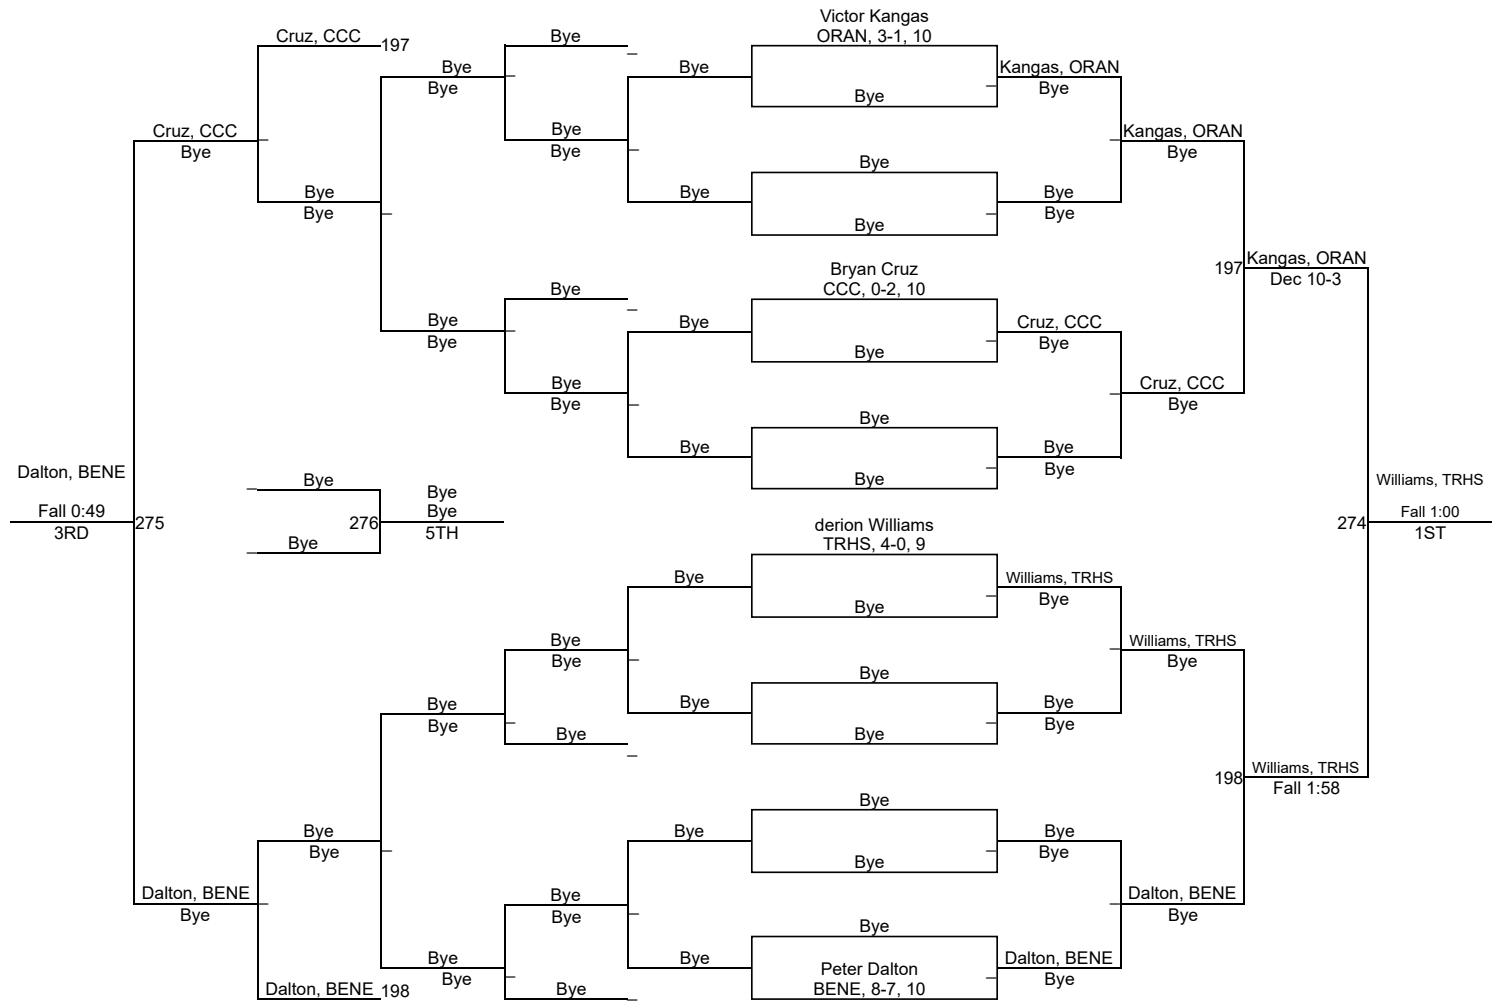 Victor Kangas
ORAN, 3-1, 10
Cruz, CCC
197
Bye
Bye
Bye
Bye
Kangas, ORAN
Bye
Bye
Cruz, CCC
Bye
Bye
Bye
Kangas, ORAN
Bye
Bye
Bye
Bye
Bye
Bye
Bye
Bye
Bye
Bryan Cruz
CCC, 0-2, 10
197
Kangas, ORAN
Dec 10-3
Bye
Bye
Bye
Bye
Bye
Cruz, CCC
Bye
Bye
Bye
Cruz, CCC
Bye
Bye
Bye
Bye
Bye
Bye
Dalton, BENE
Fall 0:49
3RD
275
Bye
Bye
276
Bye
Bye
5TH
derion Williams
TRHS, 4-0, 9
Williams, TRHS
274
Fall 1:00
1ST
Bye
Bye
Williams, TRHS
Bye
Bye
Bye
Williams, TRHS
Bye
Bye
Bye
Bye
Bye
Bye
Bye
Bye
Bye
198
Williams, TRHS
Fall 1:58
Bye
Bye
Bye
Bye
Bye
Bye
Bye
Dalton, BENE
Bye
Bye
Bye
Dalton, BENE
Bye
Bye
Bye
Bye
Bye
Peter Dalton
BENE, 8-7, 10
Dalton, BENE
Bye
Dalton, BENE
198
Bye